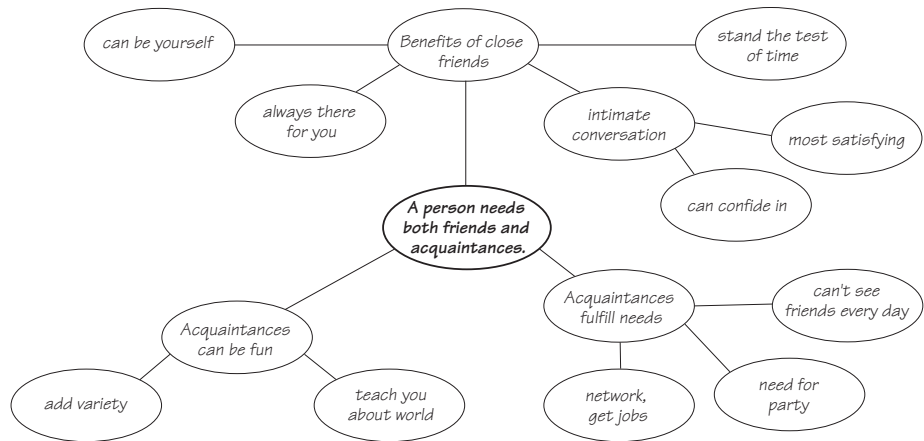 can be yourself
Benefits of close
friends
stand the test
of time
always there
for you
intimate
conversation
most satisfying
can confide in
A person needs
both friends and
acquaintances.
Acquaintances
can be fun
Acquaintances
fulfill needs
can't see
friends every day
add variety
teach you
about world
network,
get jobs
need for
party